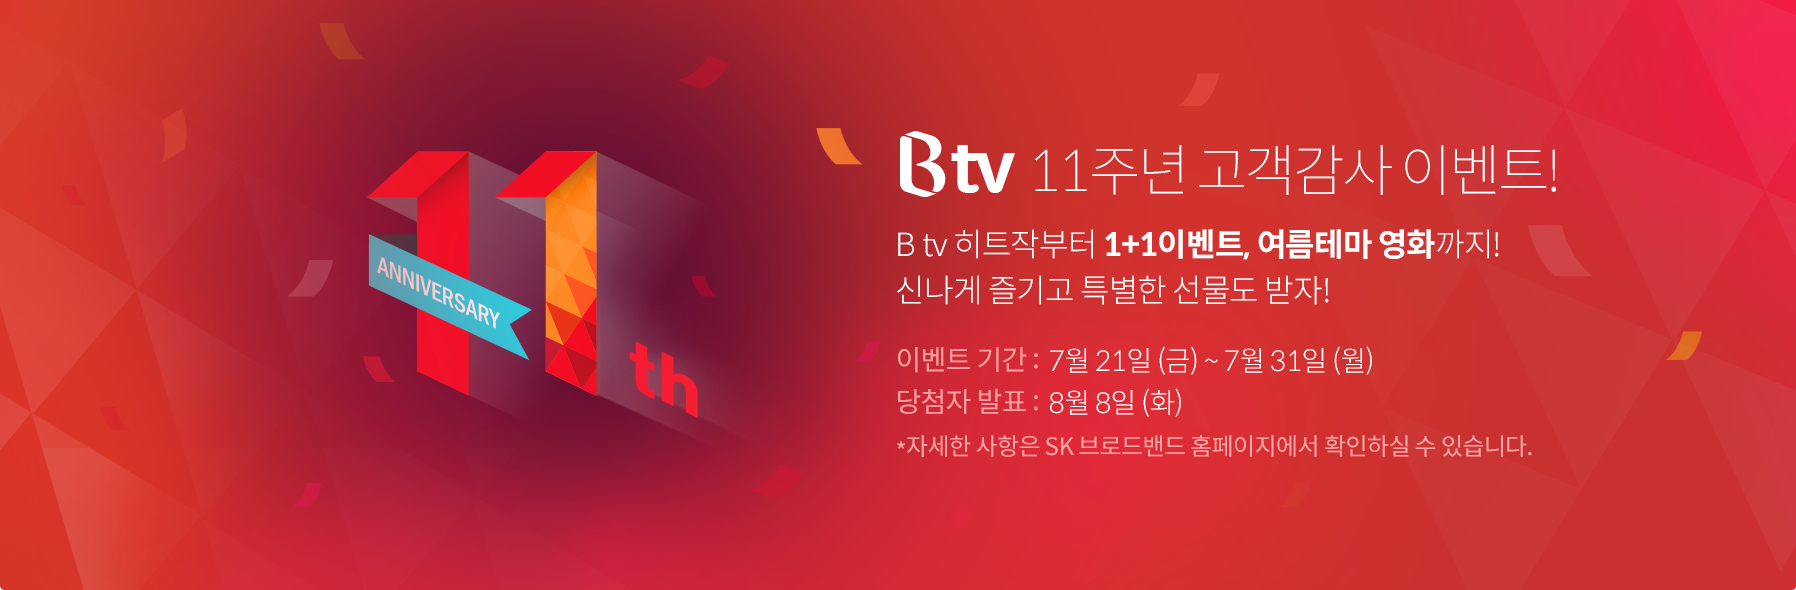 11
ANNIVERSARY
th
B tv 11주년 고객감사 이벤트!
B tv 히트작부터 1+1이벤트, 여름테마 영화까지!
신나게 즐기고 특별한 선물도 받자!
이벤트 기간 : 7월 21일 (금) ~ 7월 31일 (월)
당첨자 발표 : 8월 8일 (화)
*자세한 사항은 SK 브로드밴드 홈페이지에서 확인하실 수 있습니다.